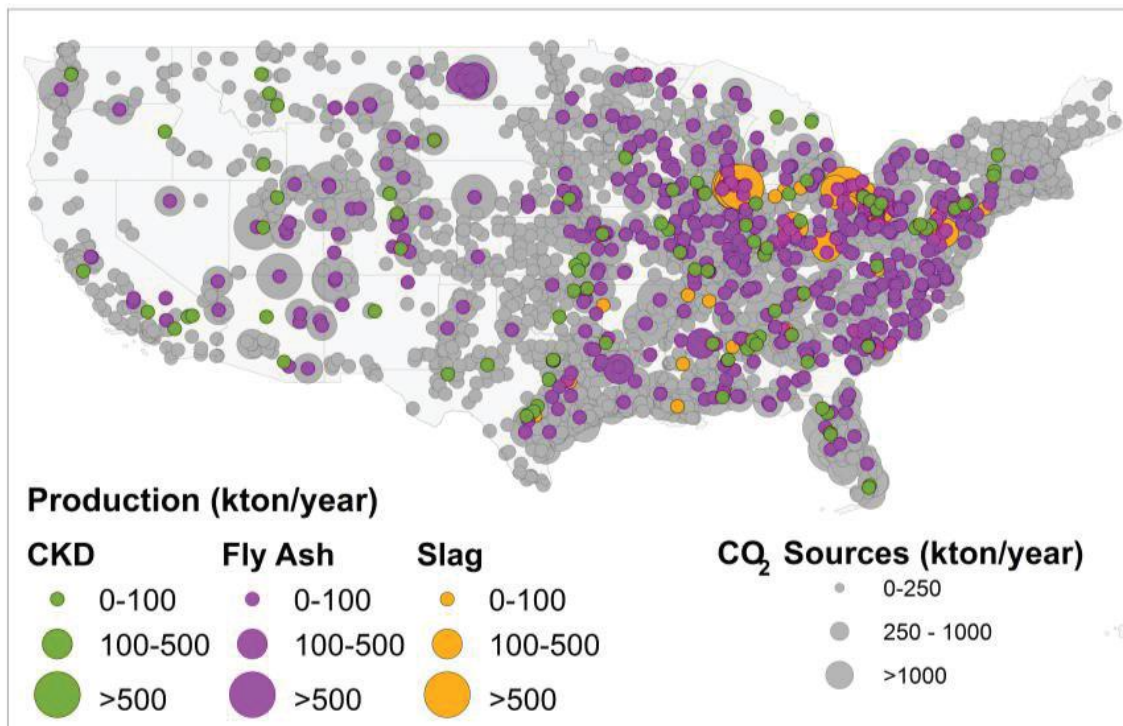 Production (kton/year)
CKD Fly Ash Slag
0-100 0-100 0-100
100-500 100-500 100-500
>500 >500 >500
CO₂ Sources (kton/year)
0-250
250 - 1000
>1000